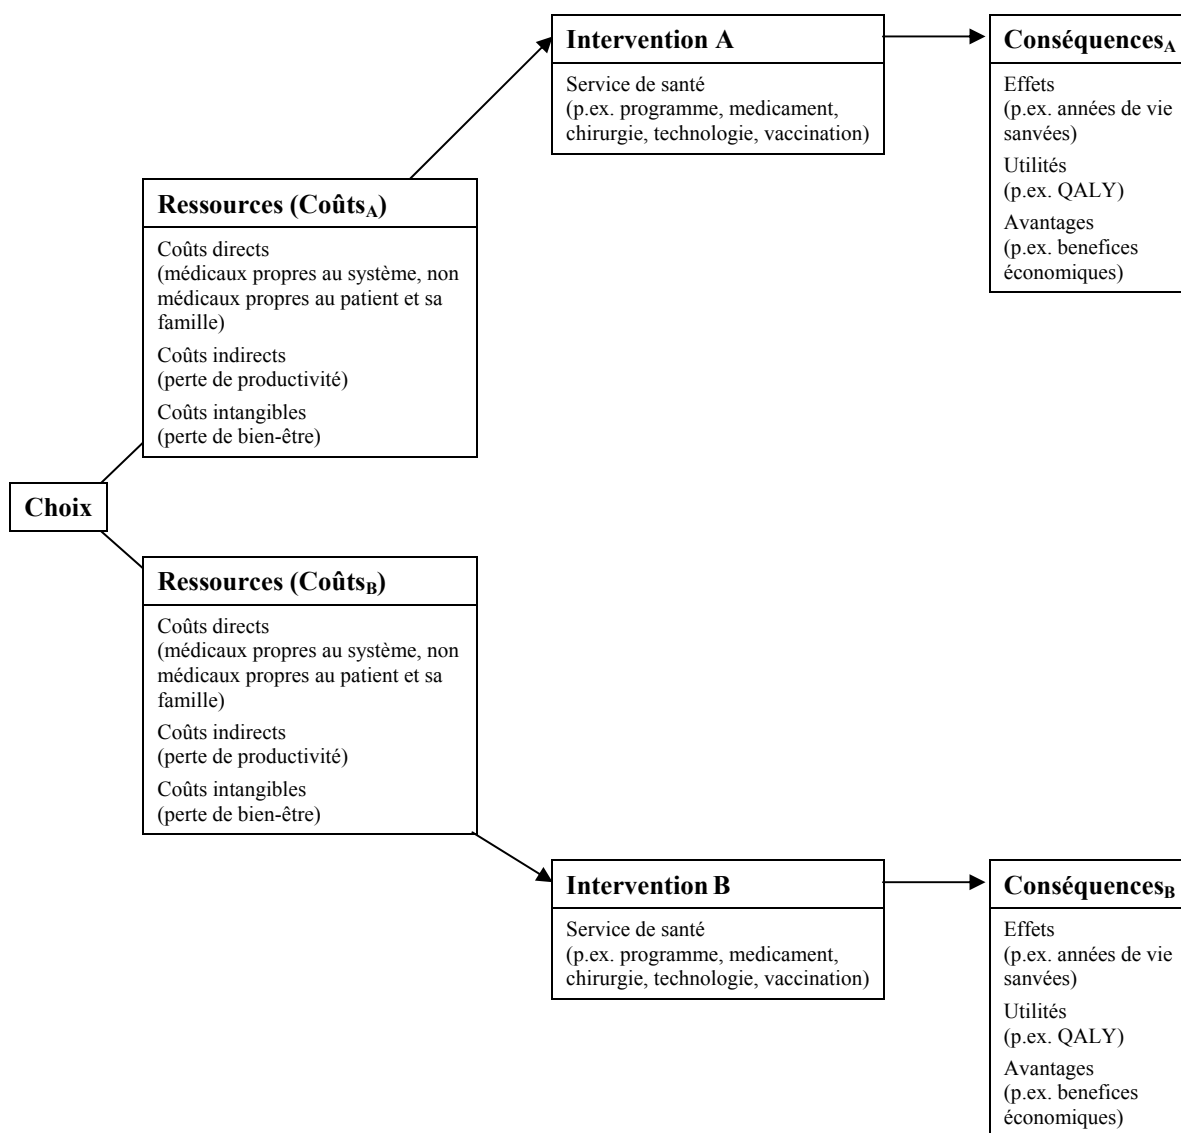 Intervention A
Service de santé
(p.ex. programme, medicament,
chirurgie, technologie, vaccination)
Conséquences_A
Effets
(p.ex. années de vie
sanvées)
Utilités
(p.ex. QALY)
Avantages
(p.ex. benefices
économiques)
Ressources (Coûts_A)
Coûts directs
(médicaux propres au système, non
médicaux propres au patient et sa
famille)
Coûts indirects
(perte de productivité)
Coûts intangibles
(perte de bien-être)
Choix
Ressources (Coûts_B)
Coûts directs
(médicaux propres au système, non
médicaux propres au patient et sa
famille)
Coûts indirects
(perte de productivité)
Coûts intangibles
(perte de bien-être)
Intervention B
Service de santé
(p.ex. programme, medicament,
chirurgie, technologie, vaccination)
Conséquences_B
Effets
(p.ex. années de vie
sanvées)
Utilités
(p.ex. QALY)
Avantages
(p.ex. benefices
économiques)